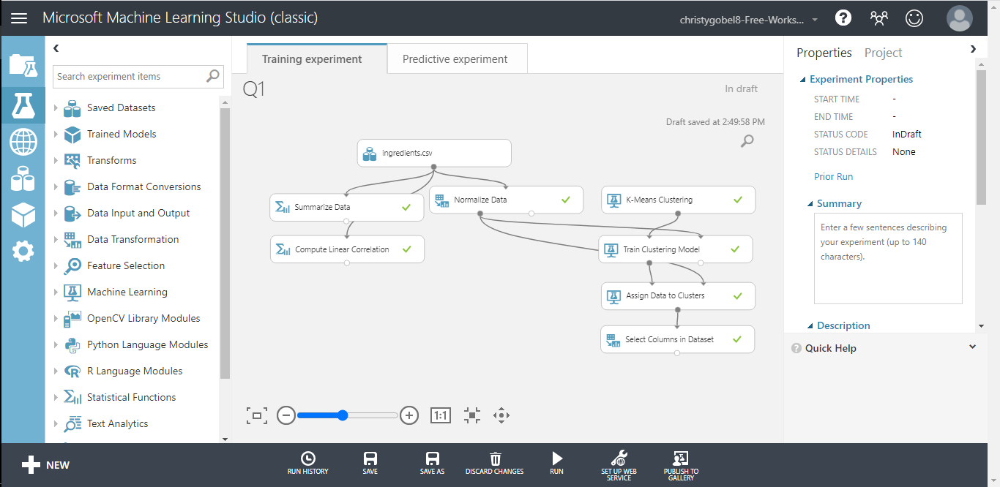 Microsoft Machine Learning Studio (classic)
christygobel8-Free-Works...
?
Search experiment items
Saved Datasets
Trained Models
Transforms
Data Format Conversions
Data Input and Output
Data Transformation
Feature Selection
Machine Learning
OpenCV Library Modules
Python Language Modules
R Language Modules
Statistical Functions
Text Analytics
Training experiment
Predictive experiment
Q1
In draft
Draft saved at 2:49:58 PM
ingredients.csv
Summarize Data
Normalize Data
K-Means Clustering
Compute Linear Correlation
Train Clustering Model
Assign Data to Clusters
Select Columns in Dataset
1:1
Properties
Project
Experiment Properties
START TIME -
END TIME -
STATUS CODE InDraft
STATUS DETAILS None
Prior Run
Summary
Enter a few sentences describing
your experiment (up to 140
characters).
Description
? Quick Help
NEW
RUN HISTORY
SAVE
SAVE AS
DISCARD CHANGES
RUN
SET UP WEB
SERVICE
PUBLISH TO
GALLERY